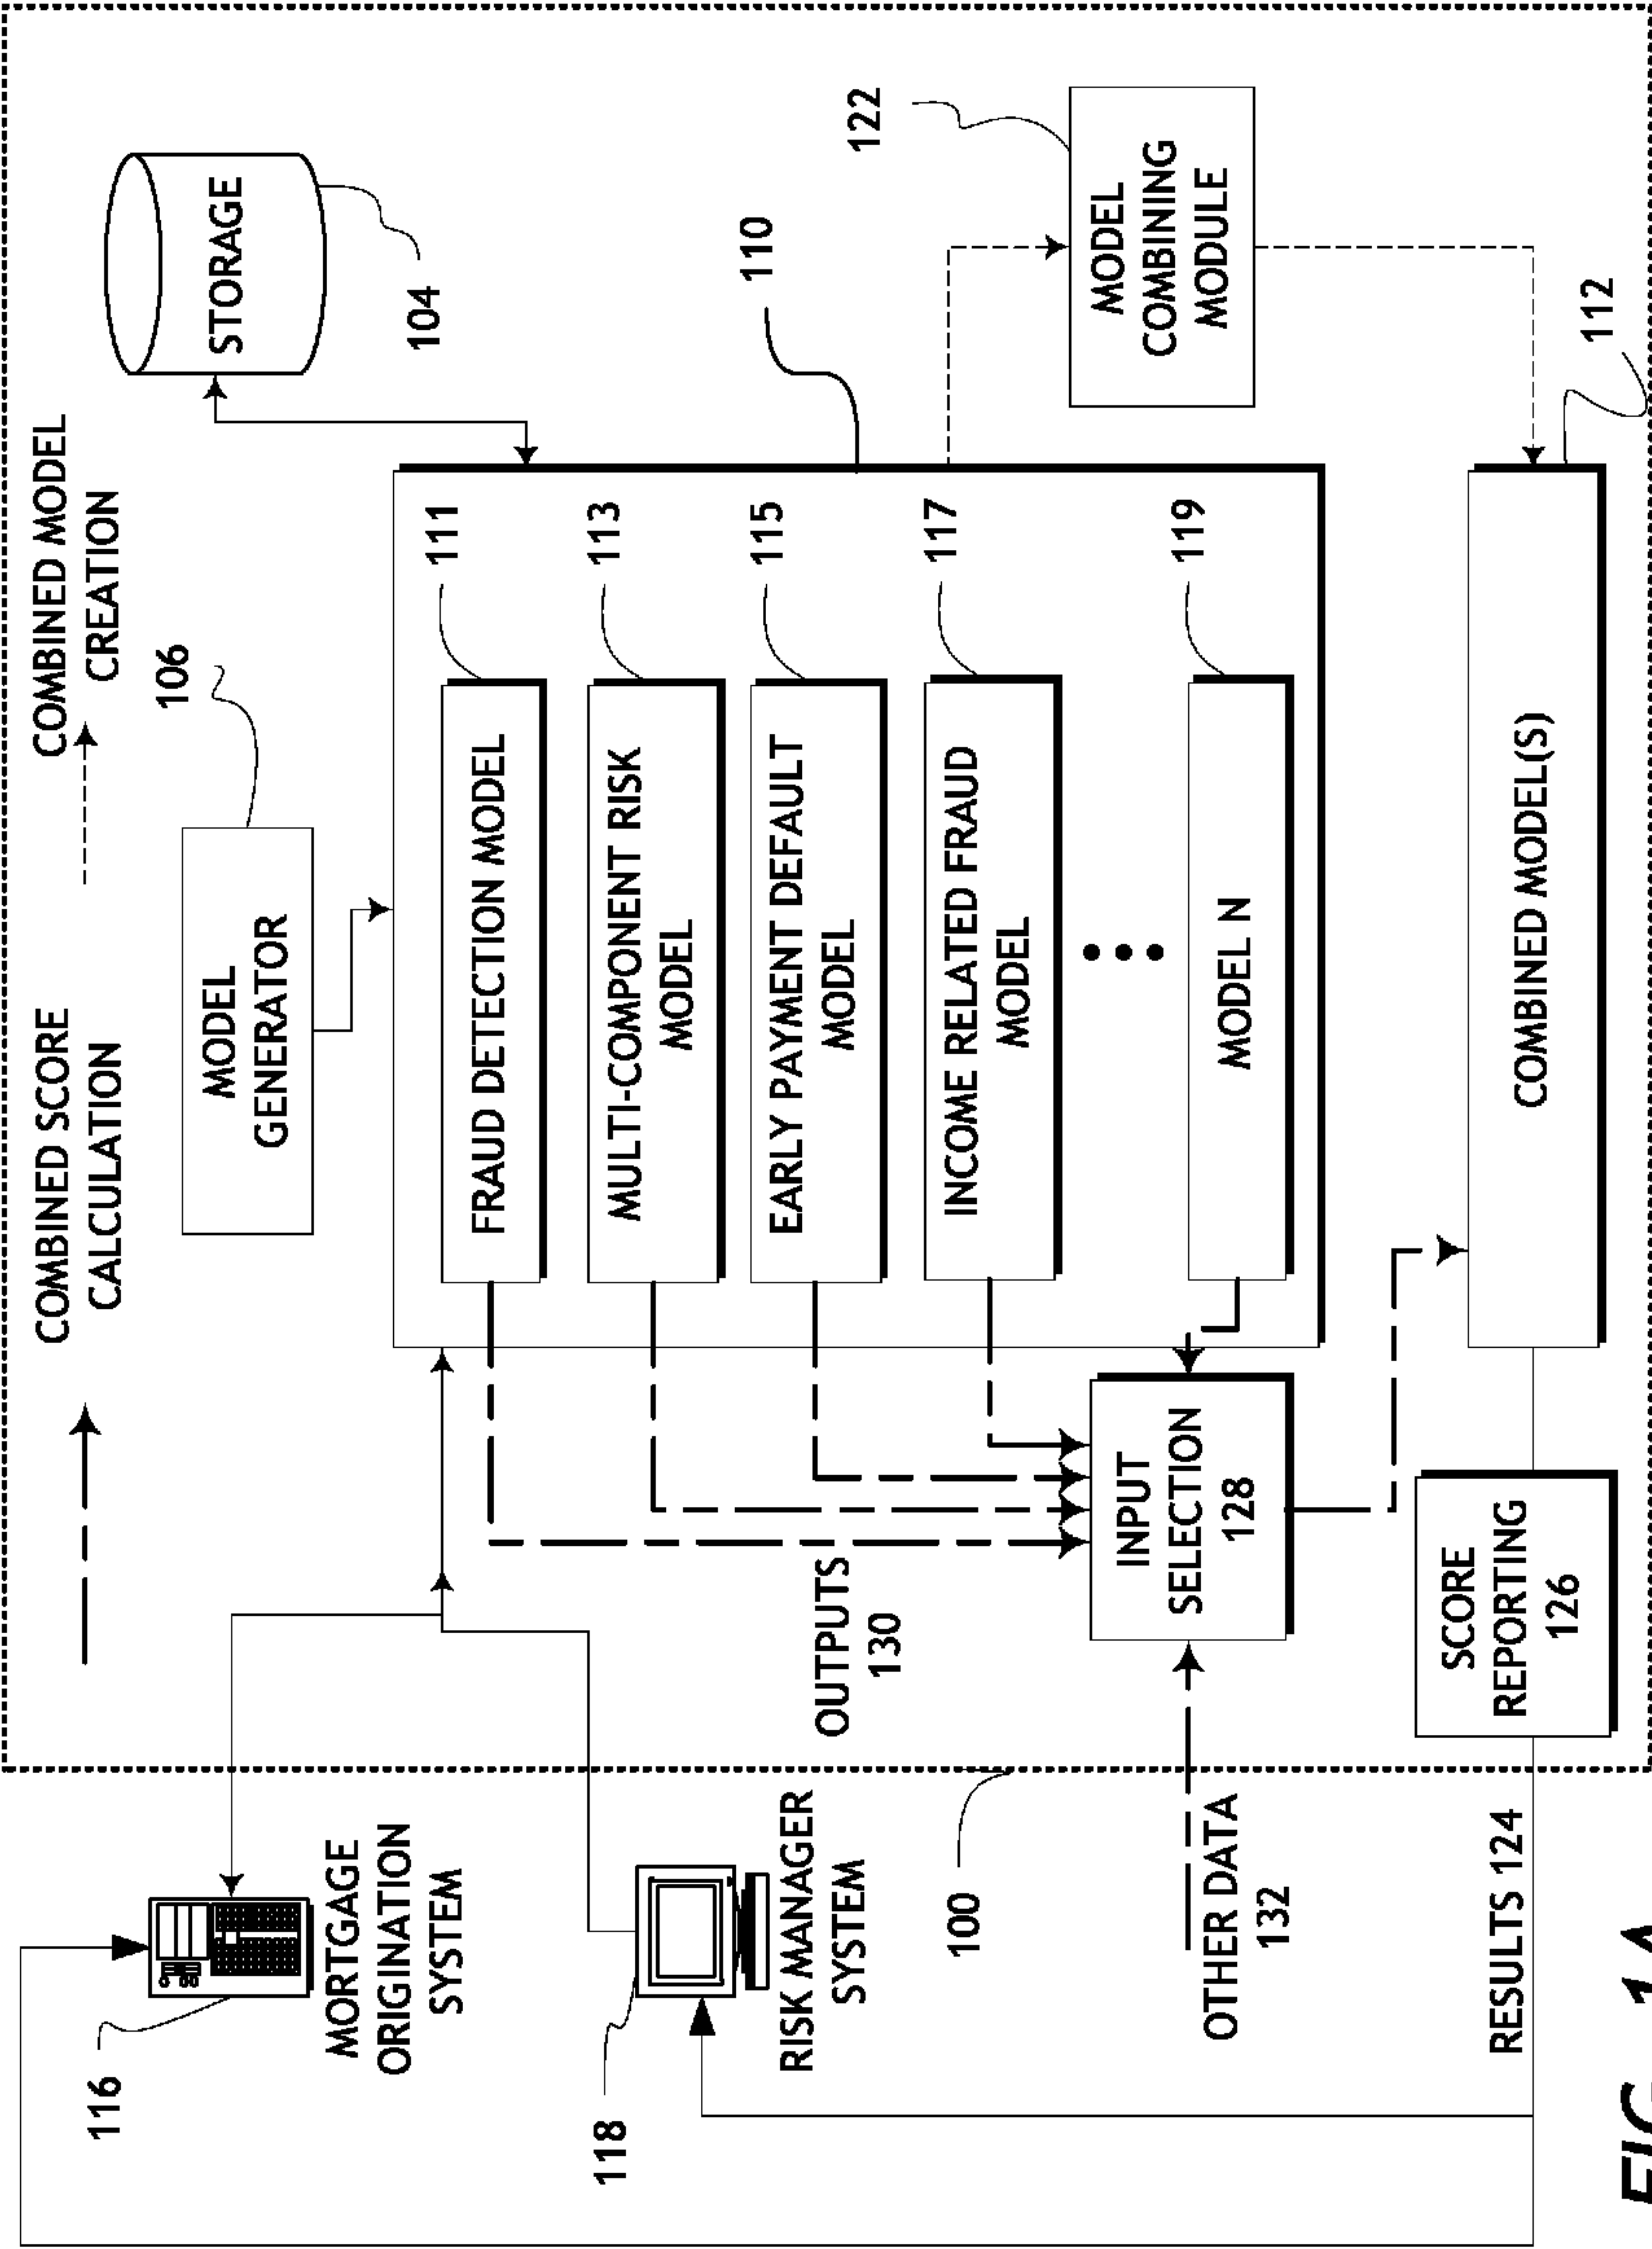 COMBINED SCORE
CALCULATION
COMBINED MODEL
CREATION
116
MORTGAGE
ORIGINATION
SYSTEM
118
RISK MANAGER
SYSTEM
100
MODEL
GENERATOR
106
STORAGE
104
110
FRAUD DETECTION MODEL
111
MULTI-COMPONENT RISK
MODEL
113
EARLY PAYMENT DEFAULT
MODEL
115
INCOME RELATED FRAUD
MODEL
117
MODEL N
119
OUTPUTS
130
INPUT
SELECTION
128
OTHER DATA
132
MODEL
COMBINING
MODULE
122
COMBINED MODEL(S)
112
SCORE
REPORTING
126
RESULTS 124
FIG. 1A